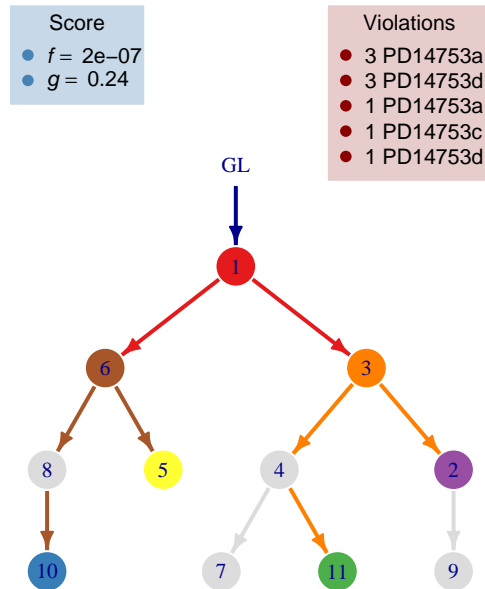 Score
f = 2e−07
g = 0.24
Violations
3 PD14753a
3 PD14753d
1 PD14753a
1 PD14753c
1 PD14753d
GL
1
6
3
8
5
4
2
10
7
11
9